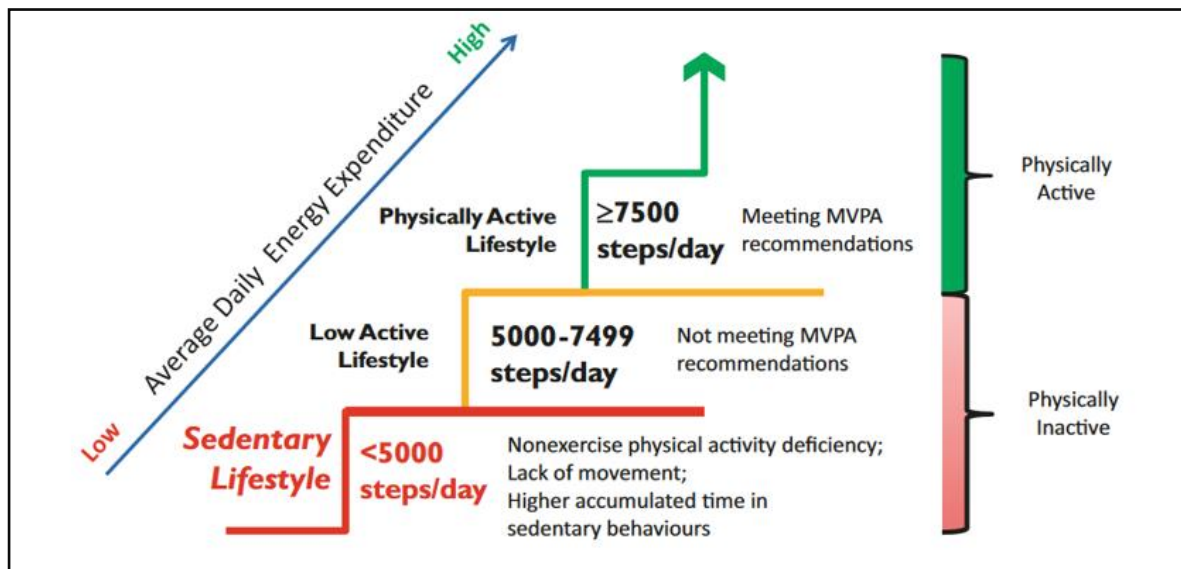 Average Daily Energy Expenditure
Low
High
Physically Active
Lifestyle
≥7500
steps/day
Meeting MVPA
recommendations
Low Active
Lifestyle
5000-7499
steps/day
Not meeting MVPA
recommendations
Sedentary
Lifestyle
<5000
steps/day
Nonexercise physical activity deficiency;
Lack of movement;
Higher accumulated time in
sedentary behaviours
Physically
Active
Physically
Inactive